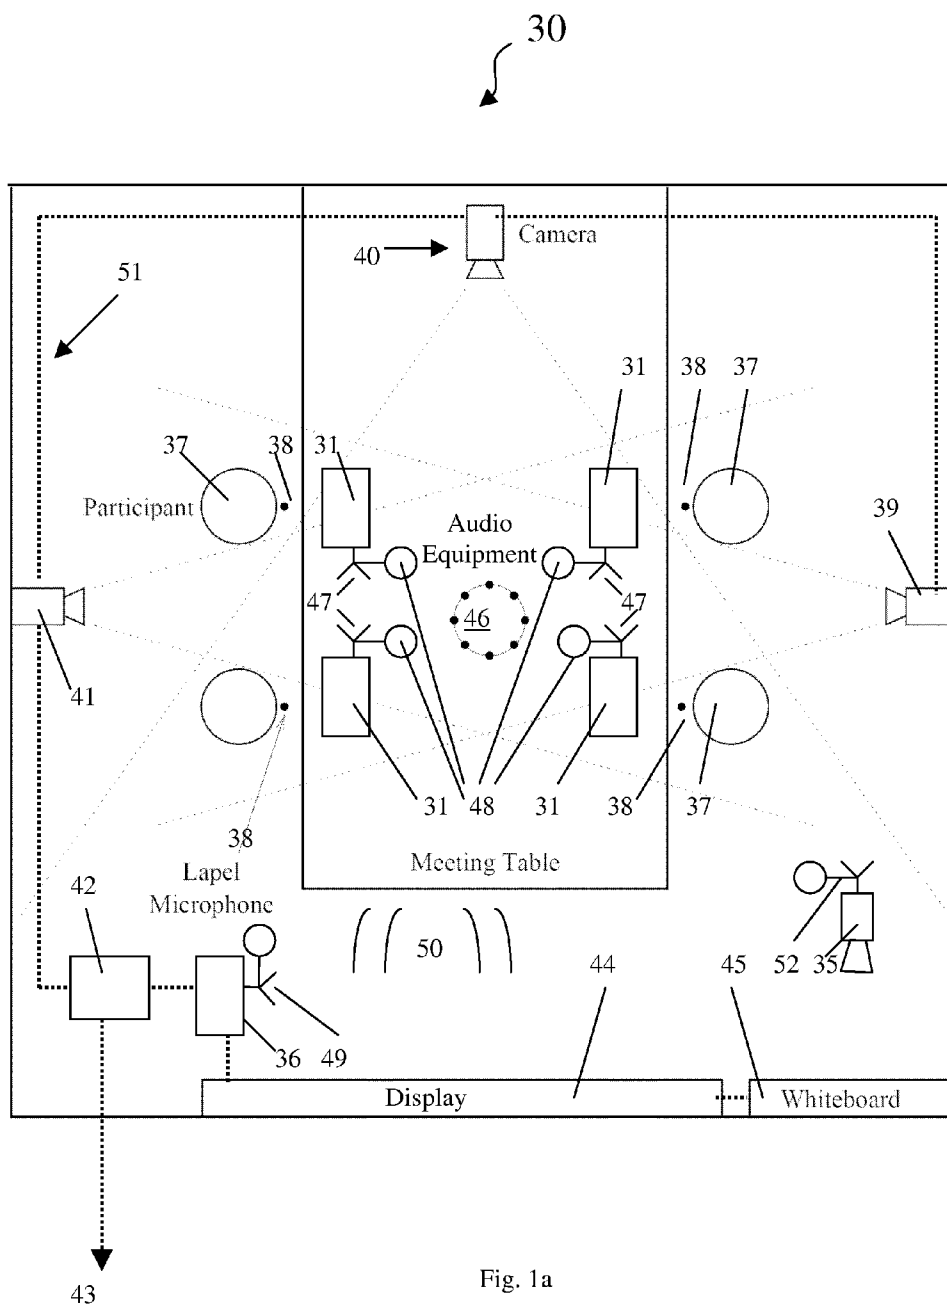 30
Camera
40
51
31 38 37
37 38 31
Participant
39
Audio
Equipment
47 46 47
41
31 48 31 38 37
38
Meeting Table
Lapel
Microphone
42
50 44 45 52 35
36 49
Display Whiteboard
43
Fig. 1a